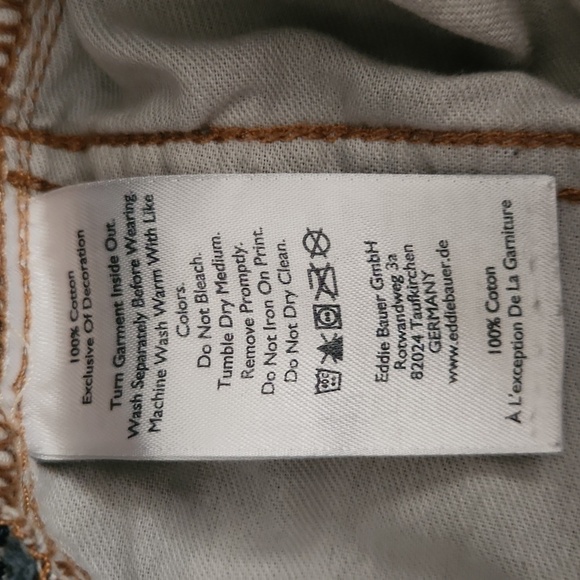 100% Cotton
Exclusive Of Decoration
Turn Garment Inside Out.
Wash Separately Before Wearing.
Machine Wash Warm With Like
Colors.
Do Not Bleach.
Tumble Dry Medium.
Remove Promptly.
Do Not Iron On Print.
Do Not Dry Clean.
Eddie Bauer GmbH
Rotwandweg 3a
82024 Taufkirchen
GERMANY
www.eddiebauer.de
100% Coton
À L'exception De La Garniture